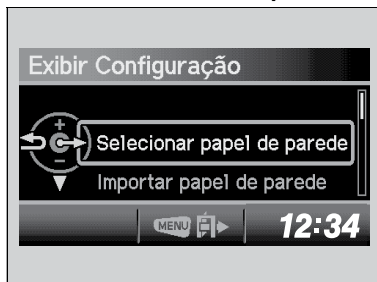 Exibir Configuração
+
Selecionar papel de parede
−
Importar papel de parede
MENU
12:34